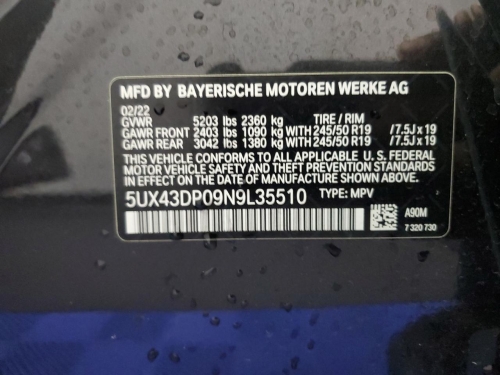 MFD BY BAYERISCHE MOTOREN WERKE AG
02/22
GVWR 5203 lbs 2360 kg TIRE / RIM
GAWR FRONT 2403 lbs 1090 kg WITH 245/50 R19 /7.5J x 19
GAWR REAR 3042 lbs 1380 kg WITH 245/50 R19 /7.5J x 19
THIS VEHICLE CONFORMS TO ALL APPLICABLE U. S. FEDERAL
MOTOR VEHICLE SAFETY AND THEFT PREVENTION STANDARDS
IN EFFECT ON THE DATE OF MANUFACTURE SHOWN ABOVE.
5UX43DP09N9L35510 TYPE: MPV
A90M
7 320 730